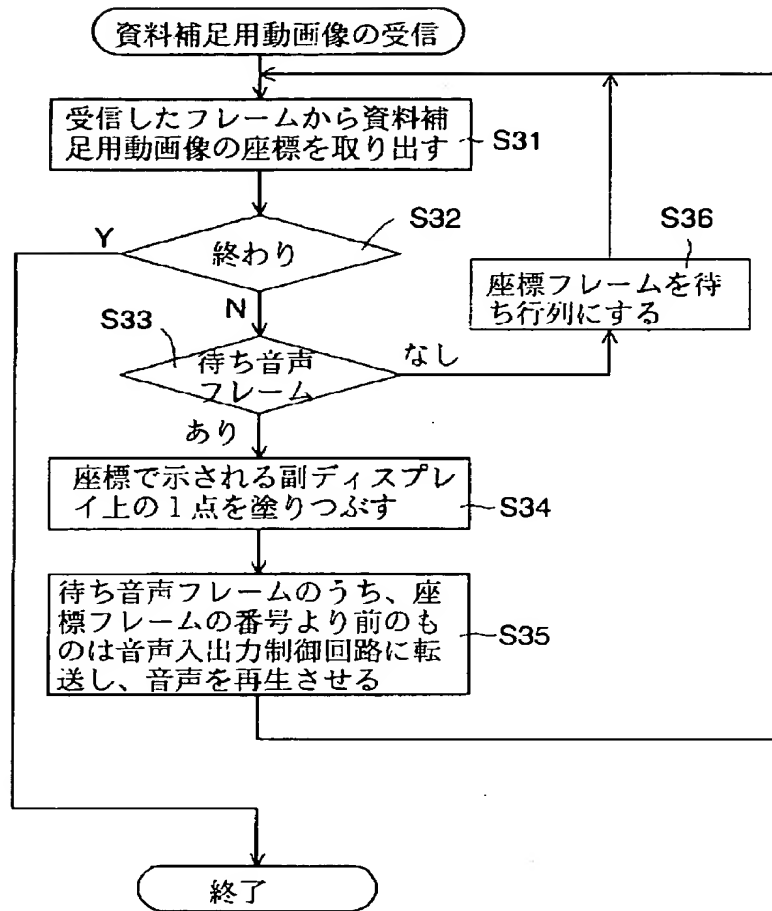 資料補足用動画像の受信
受信したフレームから資料補
足用動画像の座標を取り出す
S31
S32
Y
終わり
N
S33
待ち音声
フレーム
なし
あり
S36
座標フレームを待
ち行列にする
座標で示される副ディスプレ
イ上の1点を塗りつぶす
S34
待ち音声フレームのうち、座
標フレームの番号より前のも
のは音声入出力制御回路に転
送し、音声を再生させる
S35
終了